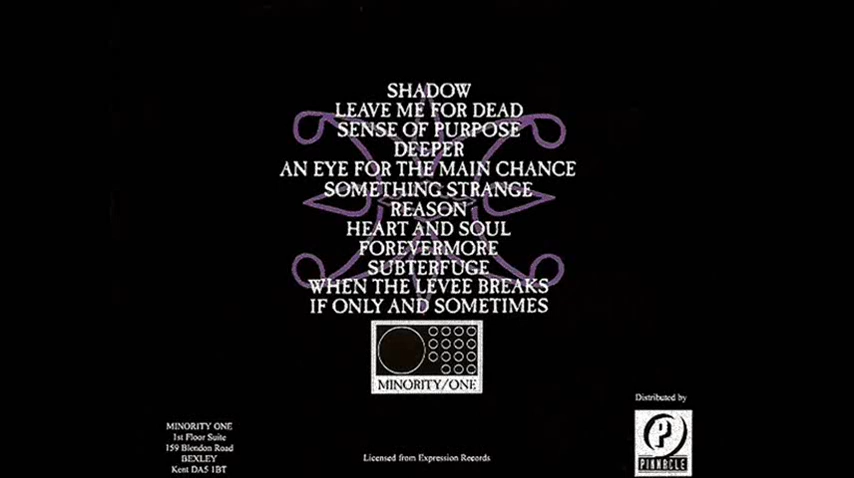 SHADOW
LEAVE ME FOR DEAD
SENSE OF PURPOSE
DEEPER
AN EYE FOR THE MAIN CHANCE
SOMETHING STRANGE
REASON
HEART AND SOUL
FOREVERMORE
SUBTERFUGE
WHEN THE LEVEE BREAKS
IF ONLY AND SOMETIMES
MINORITY/ONE
MINORITY ONE
1st Floor Suite
159 Blendon Road
BEXLEY
Kent DA5 1BT
Licensed from Expression Records
Distributed by
P
PINNACLE